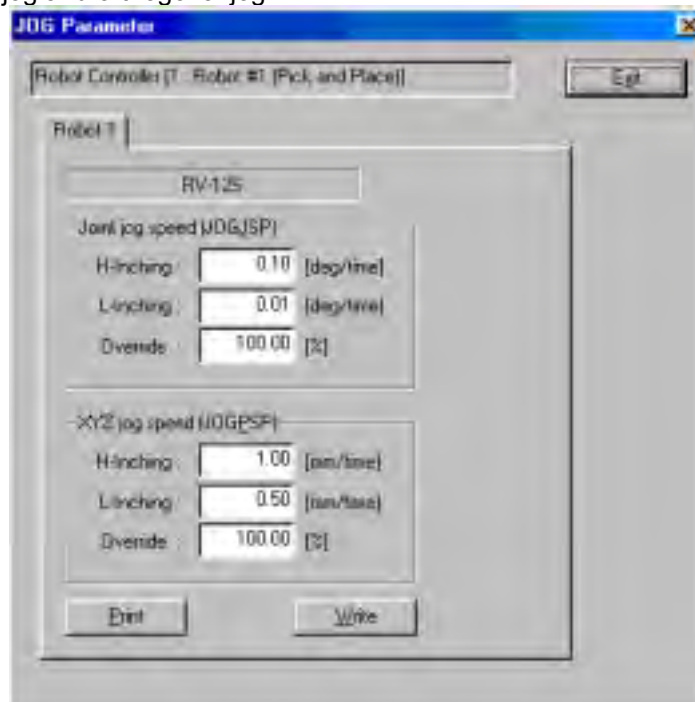 JOG Parameter
Robot Controller [1 : Robot #1 (Pick and Place)]
Exit
Robot 1
RV-12S
Joint jog speed (JOGJSP)
H-Inching : 0.10 [deg/time]
L-Inching : 0.01 [deg/time]
Override : 100.00 [%]
XYZ jog speed (JOGPSP)
H-Inching : 1.00 [mm/time]
L-Inching : 0.50 [mm/time]
Override : 100.00 [%]
Print
Write